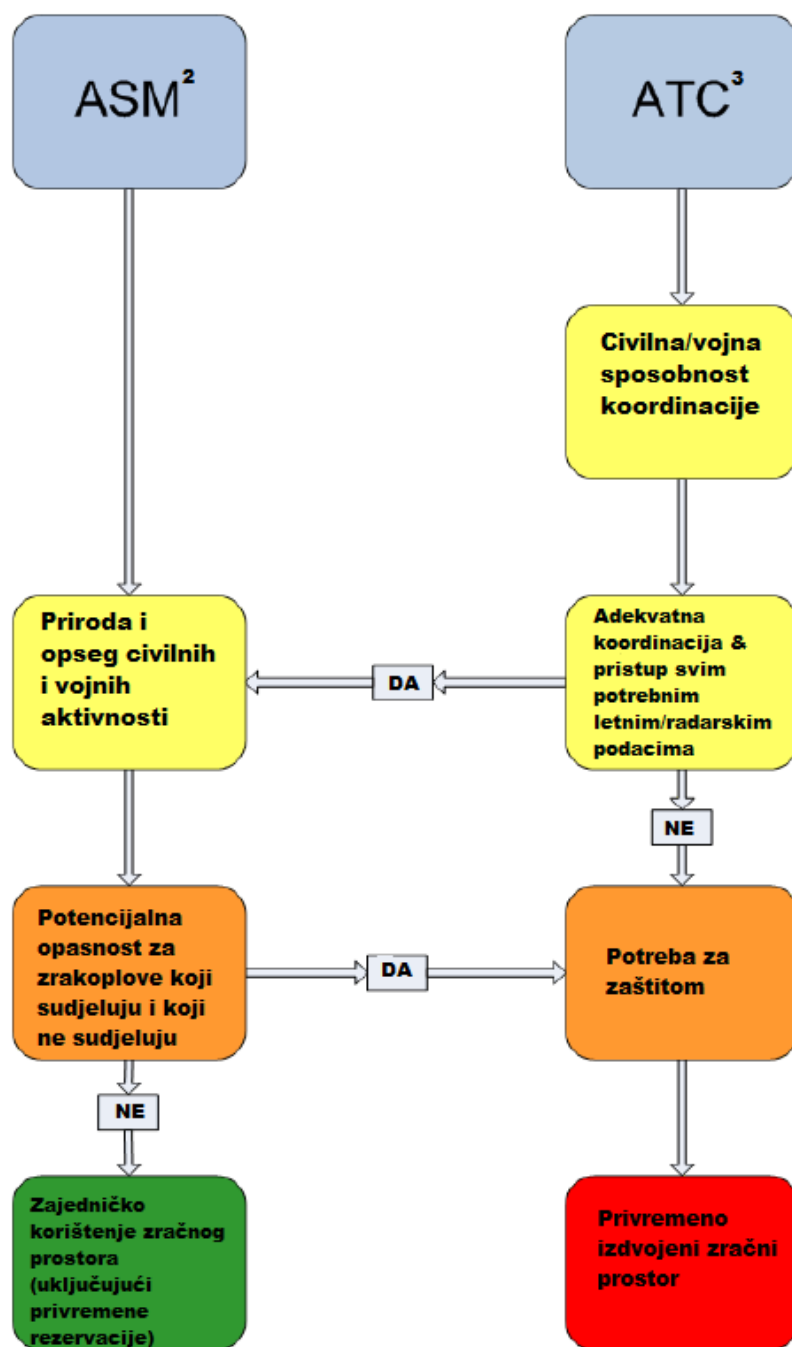 ASM²
ATC³
Civilna/vojna
sposobnost
koordinacije
Priroda i
opseg civilnih
i vojnih
aktivnosti
DA
Adekvatna
koordinacija &
pristup svim
potrebnim
letnim/radarskim
podacima
NE
Potencijalna
opasnost za
zrakoplove koji
sudjeluju i koji
ne sudjeluju
DA
Potreba za
zaštitom
NE
Zajedničko
korištenje zračnog
prostora
(uključujući
privremene
rezervacije)
Privremeno
izdvojeni zračni
prostor